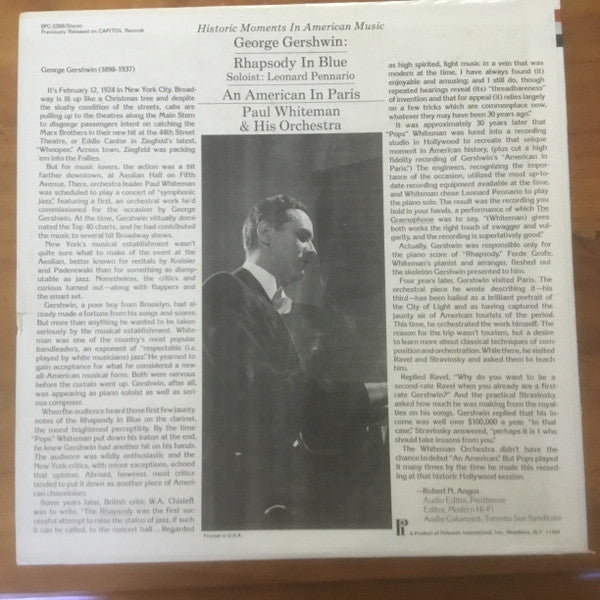 SPC-3399/Stereo
Previously Released on CAPITOL Records
Historic Moments In American Music
George Gershwin:
Rhapsody In Blue
Soloist: Leonard Pennario
An American In Paris
Paul Whiteman
& His Orchestra
George Gershwin (1898-1937)
It's February 12, 1924 in New York City. Broad-
way is lit up like a Christmas tree and despite
the slushy condition of the streets, cabs are
pulling up to the theatres along the Main Stem
to disgorge passengers intent on catching the
Marx Brothers in their new hit at the 44th Street
Theatre, or Eddie Cantor in Ziegfeld's latest,
"Whoopee." Across town, Ziegfeld was packing
'em into the Follies.
But for music lovers, the action was a bit
farther downtown, at Aeolian Hall on Fifth
Avenue. There, orchestra leader Paul Whiteman
was scheduled to play a concert of "symphonic
jazz," featuring a first, an orchestral work he'd
commissioned for the occasion by George
Gershwin. At the time, Gershwin virtually domi-
nated the Top 40 charts, and he had contributed
the music to several hit Broadway shows.
New York's musical establishment wasn't
quite sure what to make of the event at the
Aeolian, better known for recitals by Kreisler
and Paderewski than for something as disrep-
utable as jazz. Nonetheless, the critics and
curious turned out—along with flappers and
the smart set.
Gershwin, a poor boy from Brooklyn, had al-
ready made a fortune from his songs and scores.
But more than anything he wanted to be taken
seriously by the musical establishment. White-
man was one of the country's most popular
bandleaders, an exponent of "respectable (i.e.
played by white musicians) jazz." He yearned to
gain acceptance for what he considered a new
all-American musical form. Both were nervous
before the curtain went up. Gershwin, after all,
was appearing as piano soloist as well as seri-
ous composer.
When the audience heard those first few jaunty
notes of the Rhapsody In Blue on the clarinet,
the mood brightened perceptibly. By the time
"Pops" Whiteman put down his baton at the end,
he knew Gershwin had another hit on his hands.
The audience was wildly enthusiastic and the
New York critics, with minor exceptions, echoed
that opinion. Abroad, however, most critics
tended to put it down as another piece of Ameri-
can chauvinism.
Some years later, British critic W.A. Chislett
was to write, "The Rhapsody was the first suc-
cessful attempt to raise the status of jazz, if such
it can be called, to the concert hall... Regarded
as high spirited, light music in a vein that was
modern at the time, I have always found (it)
enjoyable and amusing; and I still do, though
repeated hearings reveal (its) "threadbareness"
of invention and that for appeal (it) relies largely
on a few tricks which are commonplace now,
whatever they may have been 30 years ago."
It was approximately 30 years later that
"Pops" Whiteman was lured into a recording
studio in Hollywood to recreate that unique
moment in American history, (plus cut a high
fidelity recording of Gershwin's "American in
Paris.") The engineers, recognizing the impor-
tance of the occasion, utilized the most up-to-
date recording equipment available at the time,
and Whiteman chose Leonard Pennario to play
the piano solo. The result was the recording you
hold in your hands, a performance of which The
Gramophone was to say, "(Whiteman) gives
both the works the right touch of swagger and vul-
garity, and the recording is superlatively good."
Actually, Gershwin was responsible only for
the piano score of "Rhapsody." Ferde Grofe,
Whiteman's pianist and arranger, fleshed out
the skeleton Gershwin presented to him.
Four years later, Gershwin visited Paris. The
orchestral piece he wrote describing it—his
third—has been hailed as a brilliant portrait of
the City of Light and as having captured the
jaunty air of American tourists of the period.
This time, he orchestrated the work himself. The
reason for the trip wasn't tourism, but a desire
to learn more about classical techniques of com-
position and orchestration. While there, he visited
Ravel and Stravinsky and asked them to teach
him.
Replied Ravel, "Why do you want to be a
second-rate Ravel when you already are a first-
rate Gershwin?" And the practical Stravinsky
asked how much he was making from the royal-
ties on his songs. Gershwin replied that his in-
come was well over $100,000 a year. "In that
case," Stravinsky answered, "perhaps it is I who
should take lessons from you."
The Whiteman Orchestra didn't have the
chance to debut "An American," But Pops played
it many times by the time he made this record-
ing at that historic Hollywood session.
—Robert N. Angus
Audio Editor, Penthouse
Editor, Modern Hi-Fi
Audio Columnist, Toronto Sun Syndicate
Printed in U.S.A.
A Product of Pickwick International, Inc., Woodbury, N.Y. 11797